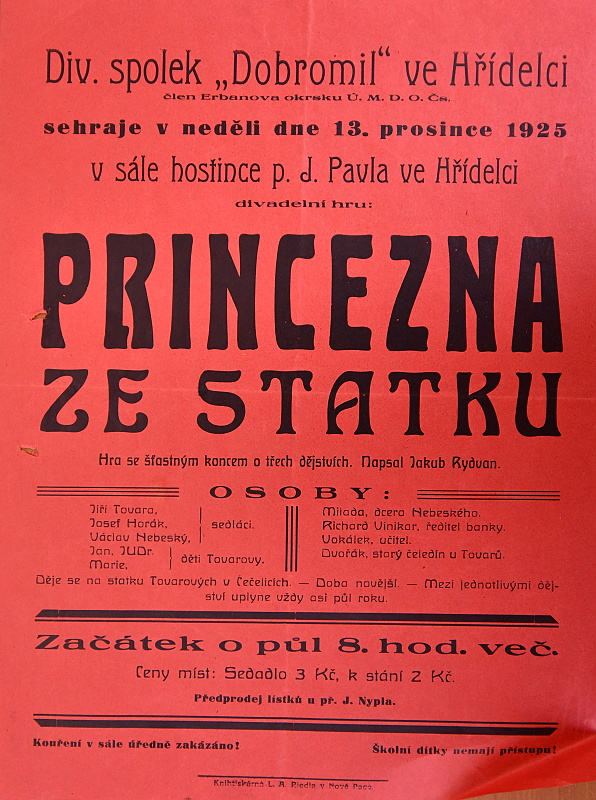 Div. spolek „Dobromil“ ve Hřídelci
člen Erbanova okrsku Ú. M. D. O. Čs.
sehraje v neděli dne 13. prosince 1925
v sále hostince p. J. Pavla ve Hřídelci
divadelní hru:
PRINCEZNA
ZE STATKU
Hra se šťastným koncem o třech dějstvích. Napsal Jakub Rydvan.
OSOBY:
Jiří Tovara,
Josef Horák,
Václav Nebeský,
sedláci.
Jan, JUDr.
Marie,
děti Tovarovy.
Milada, dcera Nebeského.
Richard Vinikar, ředitel banky.
Vokálek, učitel.
Dvořák, starý čeledín u Tovarů.
Děje se na statku Tovarových v Čečelicích. — Doba novější. — Mezi jednotlivými děj-
ství uplyne vždy asi půl roku.
Začátek o půl 8. hod. več.
Ceny míst: Sedadlo 3 Kč, k stání 2 Kč.
Předprodej lístků u př. J. Nypla.
Kouření v sále úředně zakázáno!
Školní dítky nemají přístupu!
Knihtiskárna L. A. Riedla v Nové Pace.